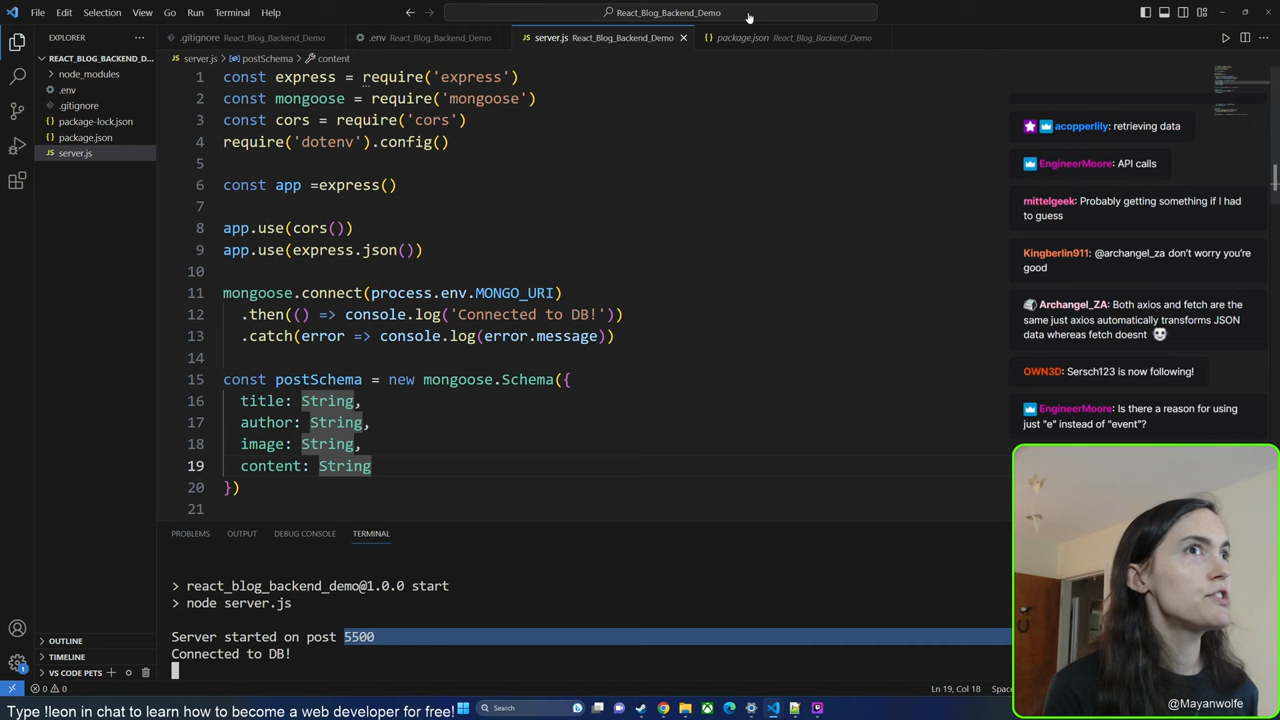 File Edit Selection View Go Run Terminal Help
React_Blog_Backend_Demo
EXPLORER
REACT_BLOG_BACKEND_D...
node_modules
.env
.gitignore
package-lock.json
package.json
server.js
OUTLINE
TIMELINE
VS CODE PETS
.gitignore React_Blog_Backend_Demo
.env React_Blog_Backend_Demo
server.js React_Blog_Backend_Demo
package.json React_Blog_Backend_Demo
server.js > postSchema > content
1 const express = require('express')
2 const mongoose = require('mongoose')
3 const cors = require('cors')
4 require('dotenv').config()
5
6 const app =express()
7
8 app.use(cors())
9 app.use(express.json())
10
11 mongoose.connect(process.env.MONGO_URI)
12 .then(() => console.log('Connected to DB!'))
13 .catch(error => console.log(error.message))
14
15 const postSchema = new mongoose.Schema({
16 title: String,
17 author: String,
18 image: String,
19 content: String
20 })
21
PROBLEMS OUTPUT DEBUG CONSOLE TERMINAL
> react_blog_backend_demo@1.0.0 start
> node server.js
Server started on post 5500
Connected to DB!
acopperlily: retrieving data
EngineerMoore: API calls
mittelgeek: Probably getting something if I had
to guess
Kingberlin911: @archangel_za don't worry you're
good
Archangel_ZA: Both axios and fetch are the
same just axios automatically transforms JSON
data whereas fetch doesnt
OWN3D: Sersch123 is now following!
EngineerMoore: Is there a reason for using
just "e" instead of "event"?
0 0
Ln 19, Col 18
Type !leon in chat to learn how to become a web developer for free!
Search
@Mayanwolfe